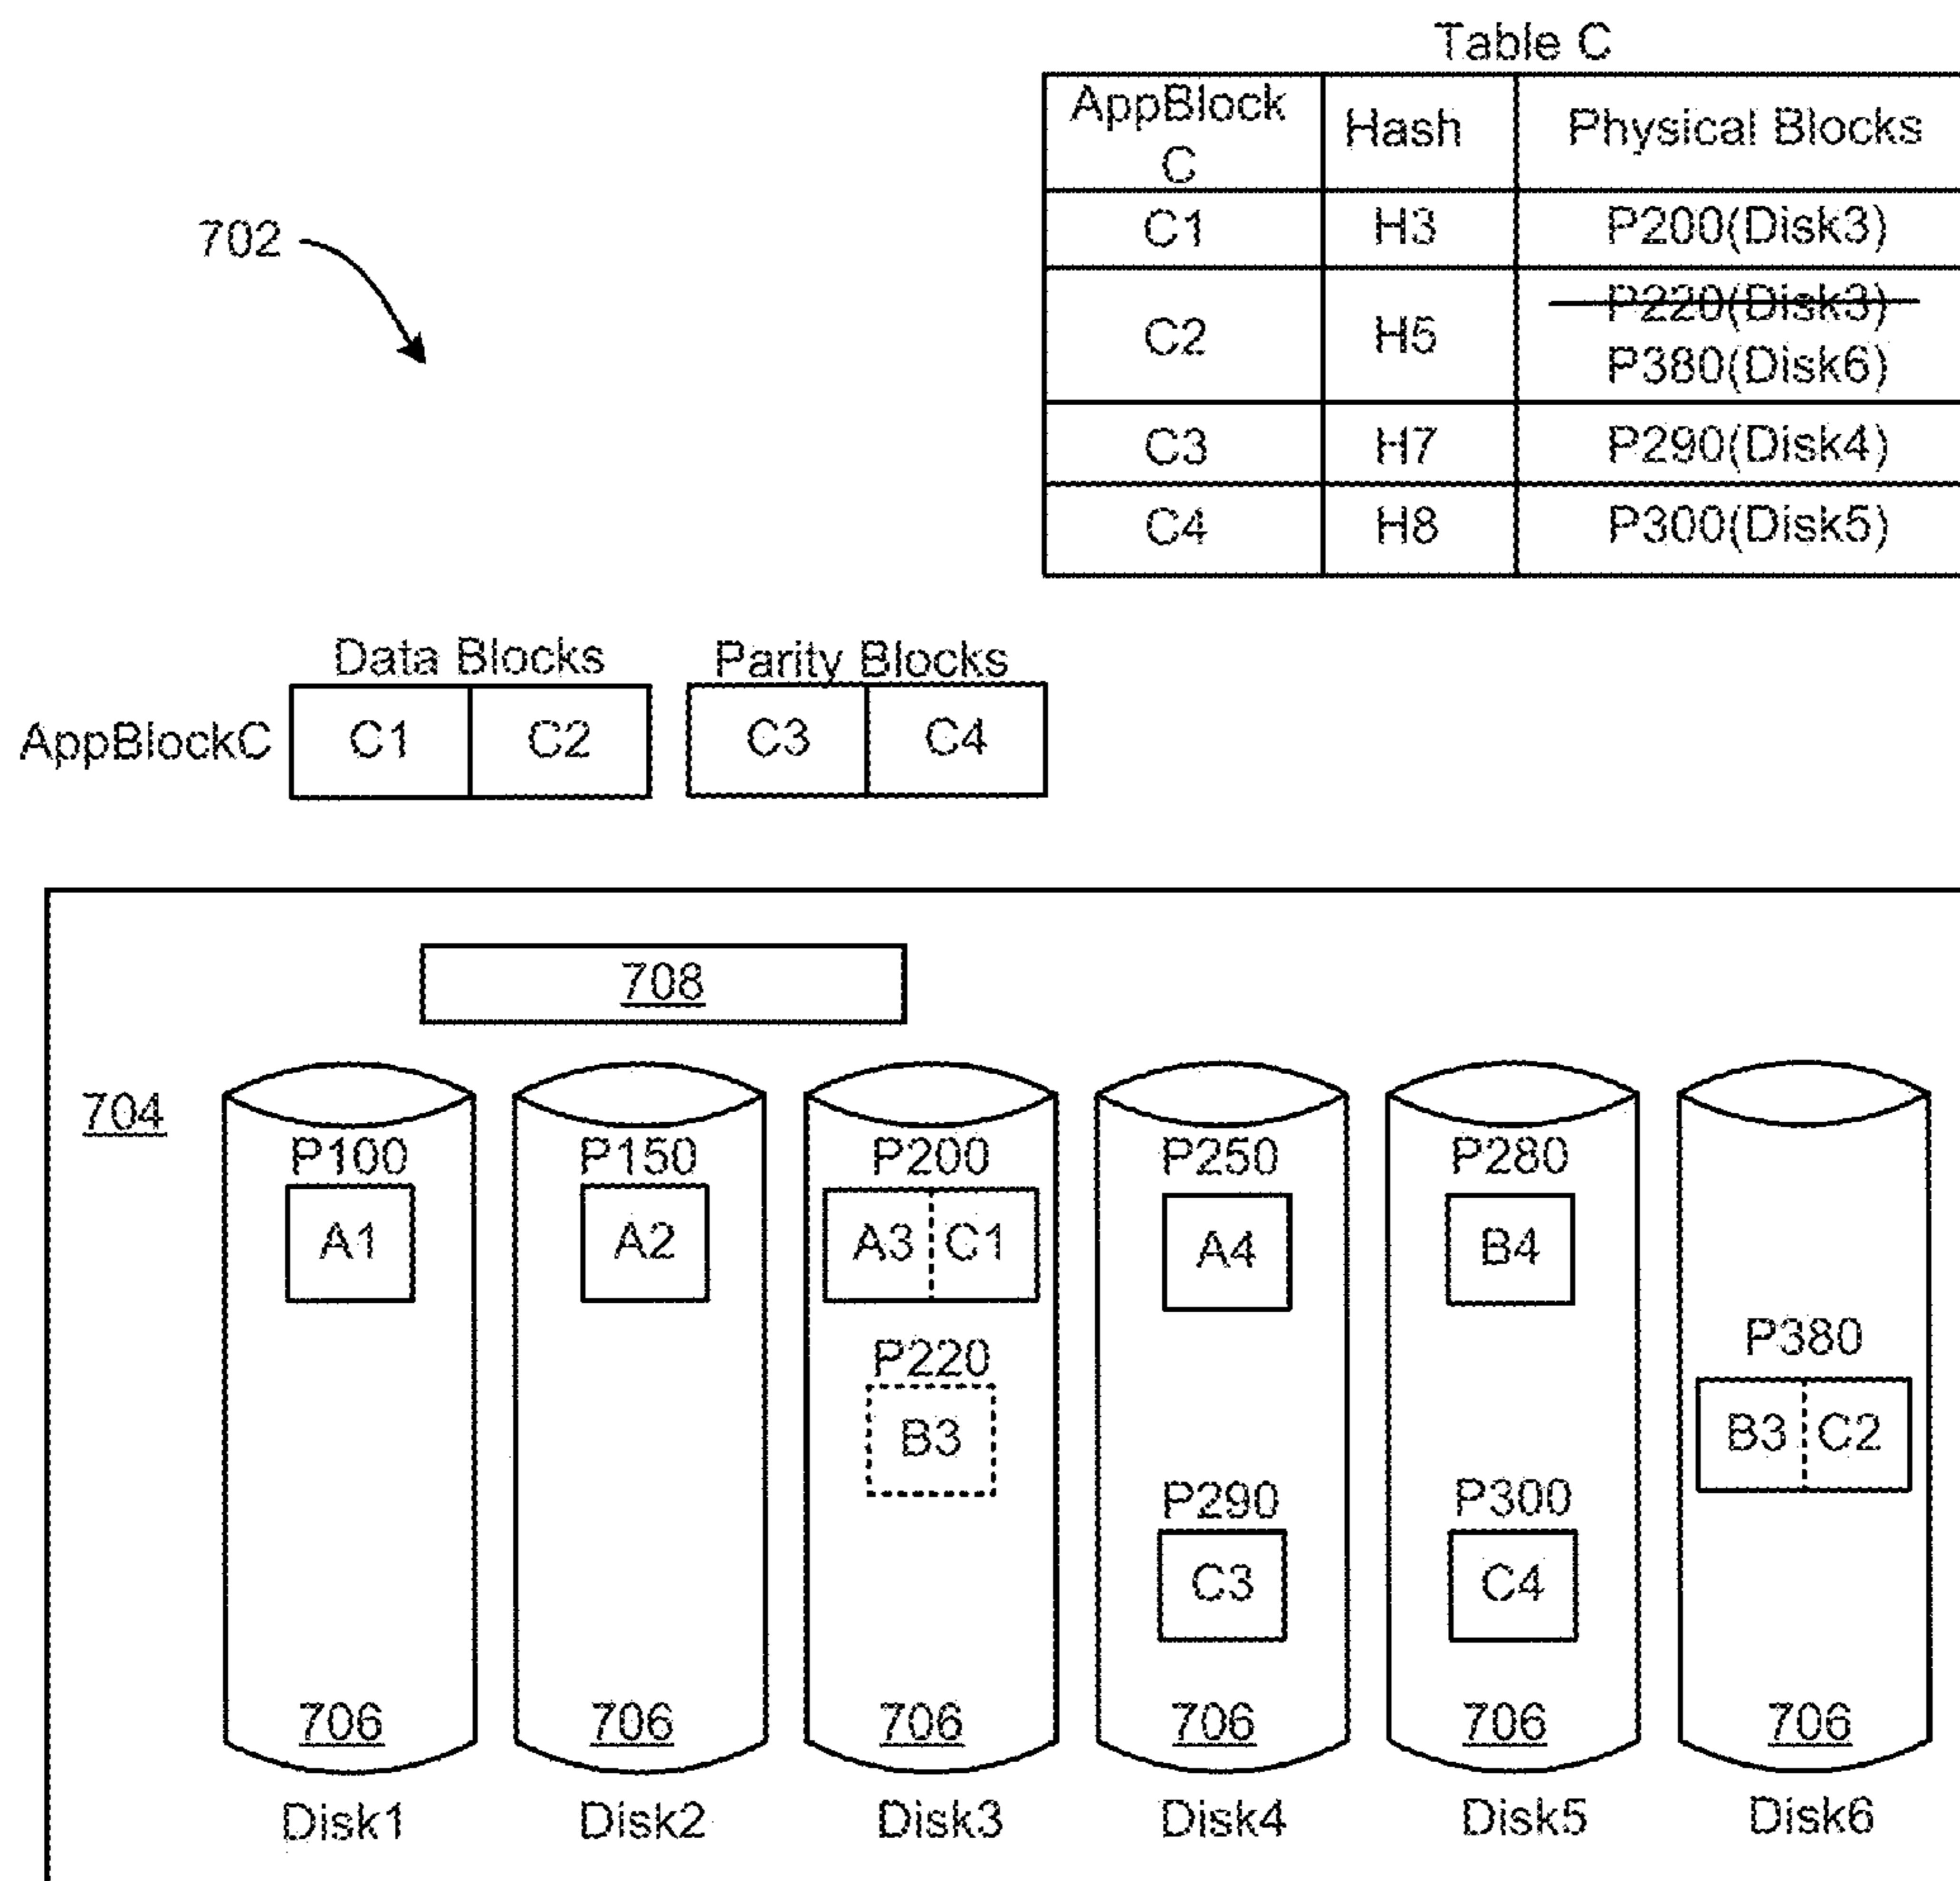 Table C
AppBlock C Hash Physical Blocks
C1 H3 P200(Disk3)
C2 H5 P220(Disk3)
P380(Disk6)
C3 H7 P290(Disk4)
C4 H8 P300(Disk5)
702
Data Blocks Parity Blocks
AppBlockC C1 C2 C3 C4
708
704
P100 P150 P200 P250 P280
A1 A2 A3 C1 A4 B4
P220 P380
B3 B3 C2
P290 P300
C3 C4
706 706 706 706 706 706
Disk1 Disk2 Disk3 Disk4 Disk5 Disk6